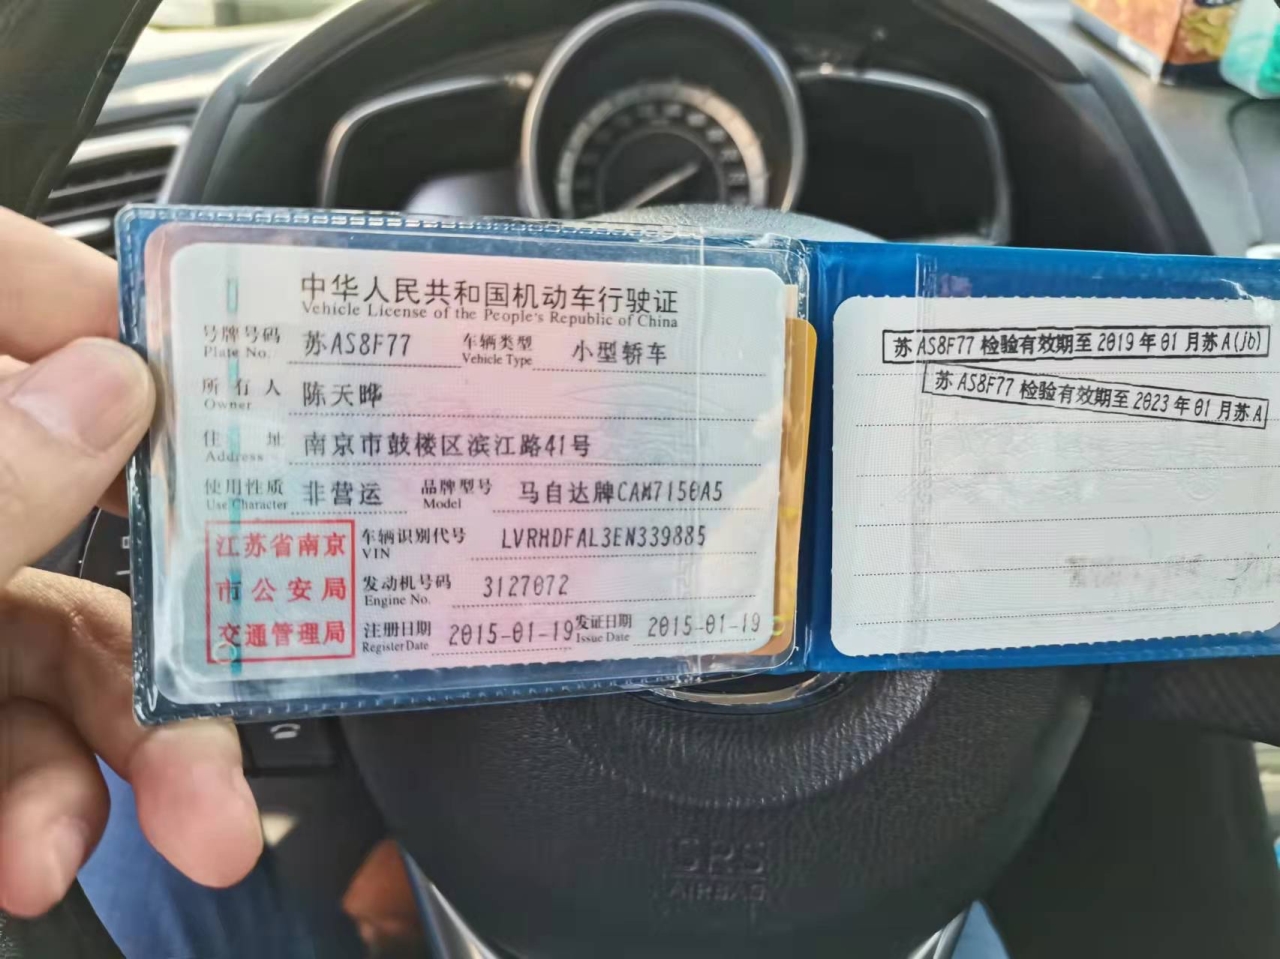 中华人民共和国机动车行驶证
Vehicle License of the People's Republic of China
号牌号码 苏AS8F77 车辆类型 小型轿车
Plate No. Vehicle Type
所有人 陈天晔
Owner
住址 南京市鼓楼区滨江路41号
Address
使用性质 非营运 品牌型号 马自达牌CAM7150A5
Use Character Model
江苏省南京
市公安局
交通管理局
车辆识别代号 LVRHDFAL3EN339885
VIN
发动机号码 3127072
Engine No.
注册日期 2015-01-19 发证日期 2015-01-19
Register Date Issue Date
苏AS8F77 检验有效期至2019年01月苏A(Jb)
苏AS8F77 检验有效期至2023年01月苏A
SRS
AIRBAG